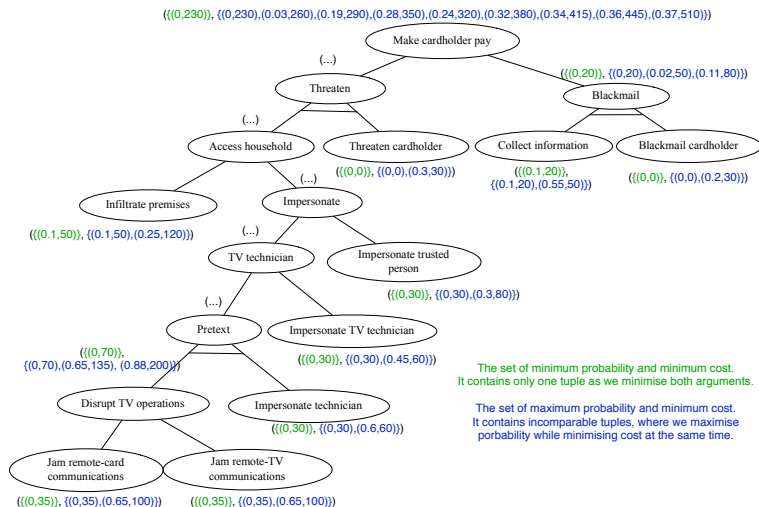 ({(0,230)}, {(0,230),(0.03,260),(0.19,290),(0.28,350),(0.24,320),(0.32,380),(0.34,415),(0.36,445),(0.37,510)})
Make cardholder pay
(...)
({(0,20)}, {(0,20),(0.02,50),(0.11,80)})
Threaten
Blackmail
(...)
Access household
Threaten cardholder
Collect information
Blackmail cardholder
({(0,0)}, {(0,0),(0.3,30)})
({(0.1,20)},
{(0.1,20),(0.55,50)})
({(0,0)}, {(0,0),(0.2,30)})
(...)
Infiltrate premises
Impersonate
({(0.1,50)}, {(0.1,50),(0.25,120)})
(...)
TV technician
Impersonate trusted
person
({(0,30)}, {(0,30),(0.3,80)})
(...)
Pretext
Impersonate TV technician
({(0,70)},
{(0,70),(0.65,135), (0.88,200)})
({(0,30)}, {(0,30),(0.45,60)})
The set of minimum probability and minimum cost.
It contains only one tuple as we minimise both arguments.
Disrupt TV operations
Impersonate technician
({(0,30)}, {(0,30),(0.6,60)})
The set of maximum probability and minimum cost.
It contains incomparable tuples, where we maximise
porbability while minimising cost at the same time.
Jam remote-card
communications
Jam remote-TV
communications
({(0,35)}, {(0,35),(0.65,100)})
({(0,35)}, {(0,35),(0.65,100)})